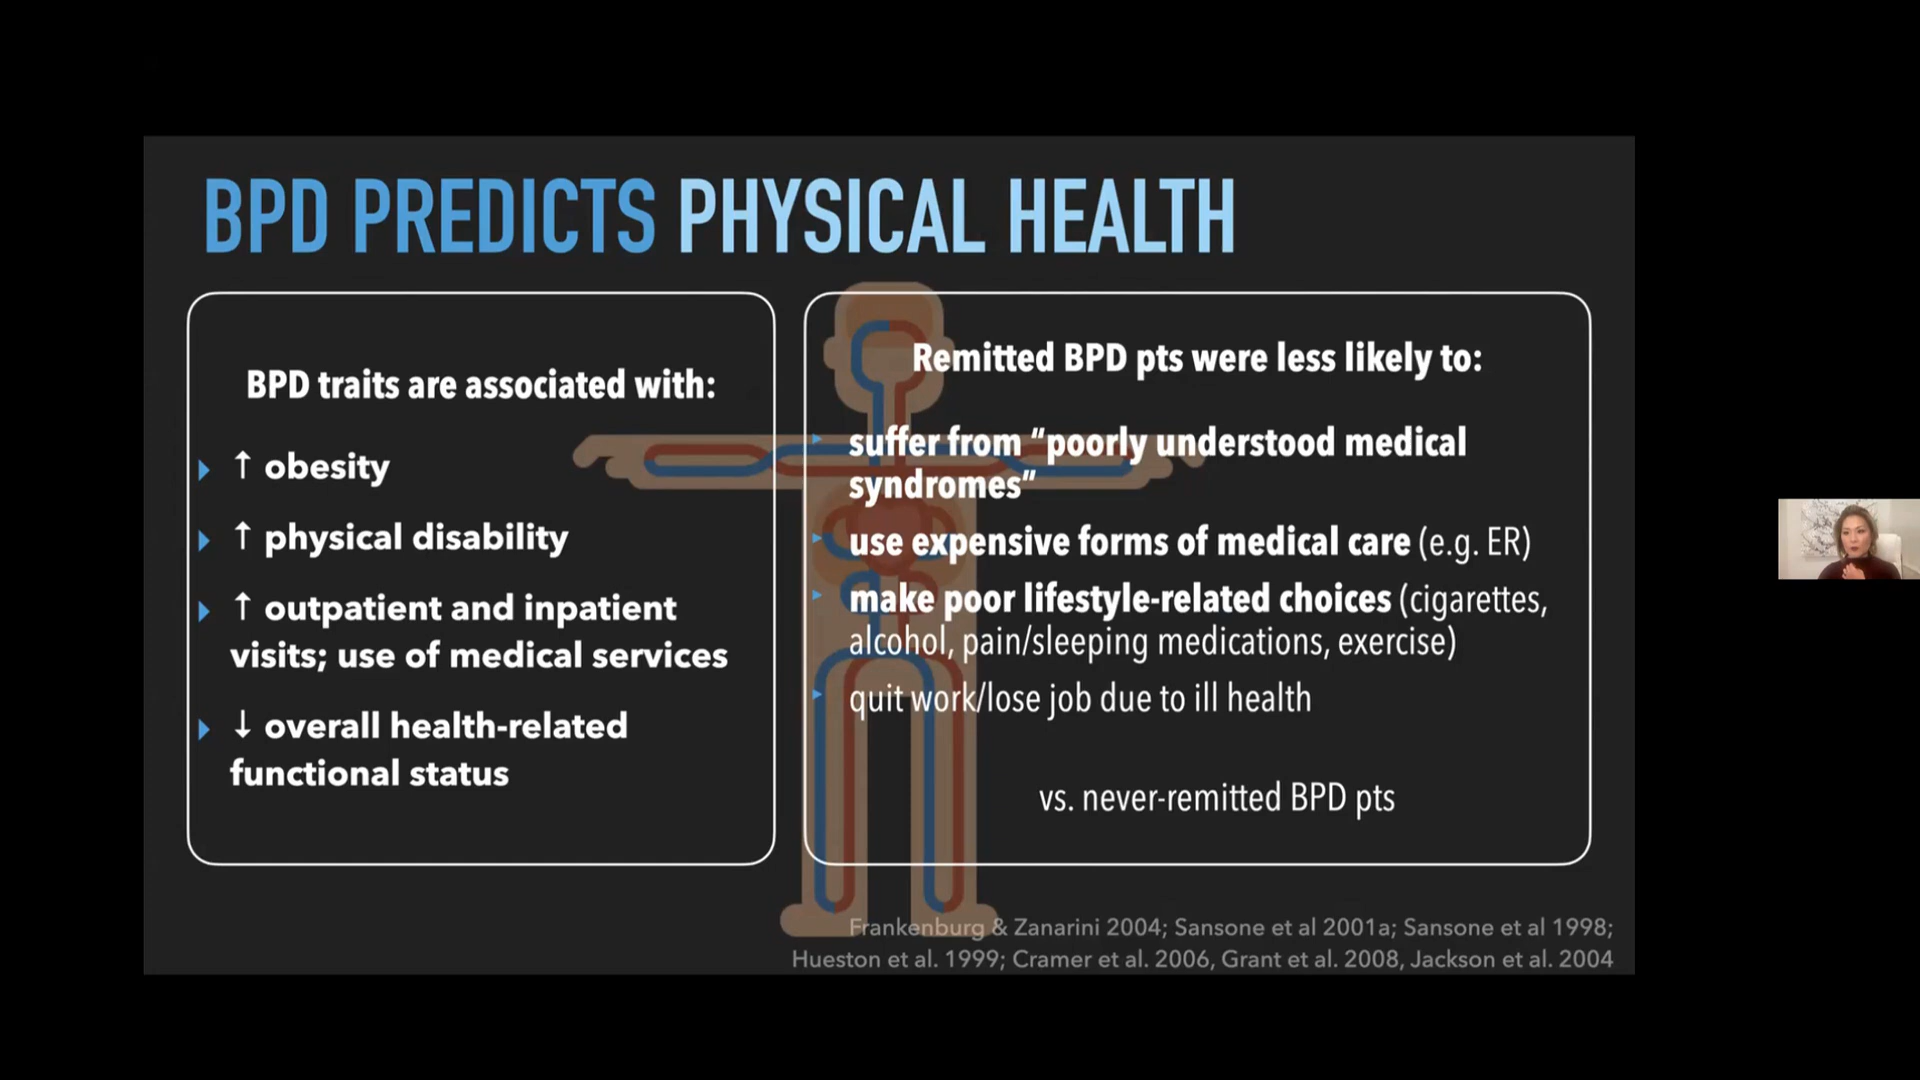 BPD PREDICTS PHYSICAL HEALTH
BPD traits are associated with:
↑ obesity
↑ physical disability
↑ outpatient and inpatient
visits; use of medical services
↓ overall health-related
functional status
Remitted BPD pts were less likely to:
suffer from “poorly understood medical
syndromes”
use expensive forms of medical care (e.g. ER)
make poor lifestyle-related choices (cigarettes,
alcohol, pain/sleeping medications, exercise)
quit work/lose job due to ill health
vs. never-remitted BPD pts
Frankenburg & Zanarini 2004; Sansone et al 2001a; Sansone et al 1998;
Hueston et al. 1999; Cramer et al. 2006, Grant et al. 2008, Jackson et al. 2004